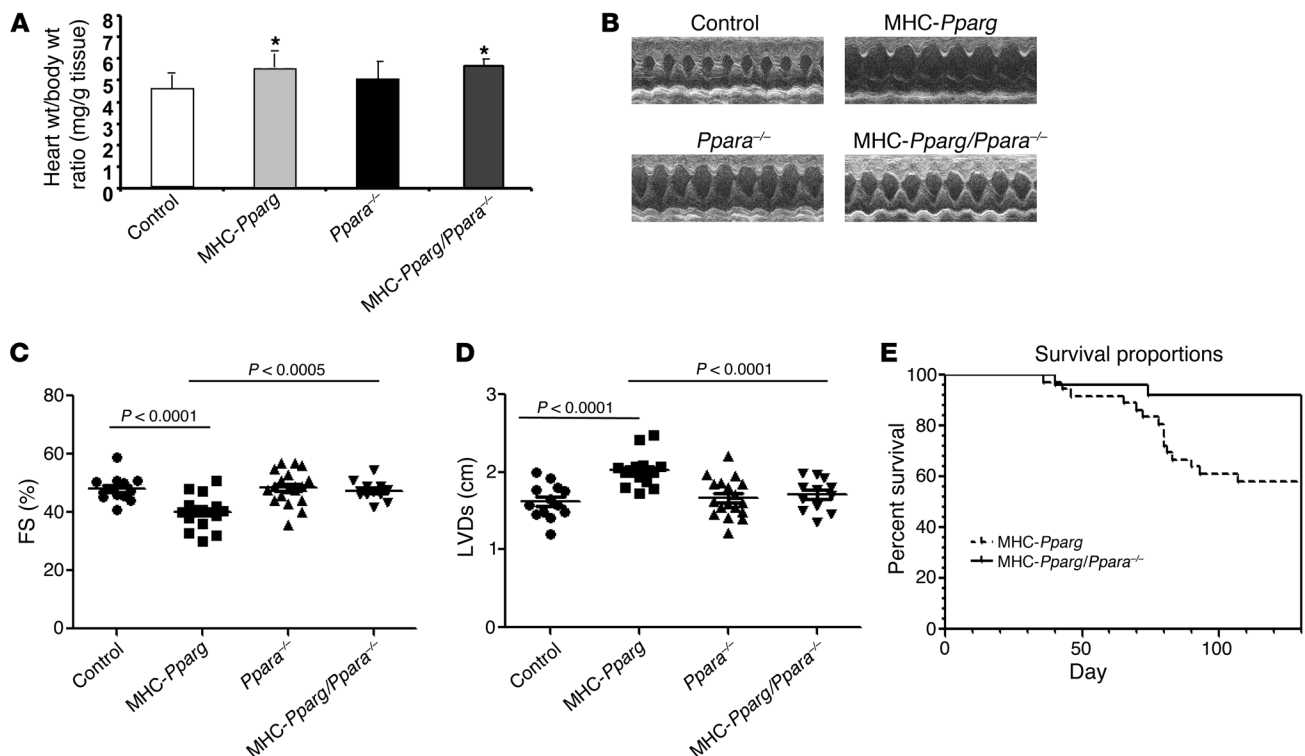 A
Heart wt/body wt
ratio (mg/g tissue)
8
7
6
5
4
3
2
1
0
*
*
Control
MHC-Pparg
Ppara–/–
MHC-Pparg/Ppara–/–
B
Control
MHC-Pparg
Ppara–/–
MHC-Pparg/Ppara–/–
C
FS (%)
80
60
40
20
0
P < 0.0005
P < 0.0001
Control
MHC-Pparg
Ppara–/–
MHC-Pparg/Ppara–/–
D
LVDs (cm)
3
2
1
0
P < 0.0001
P < 0.0001
Control
MHC-Pparg
Ppara–/–
MHC-Pparg/Ppara–/–
E
Survival proportions
Percent survival
100
80
60
40
20
0
MHC-Pparg
MHC-Pparg/Ppara–/–
0
50
100
Day